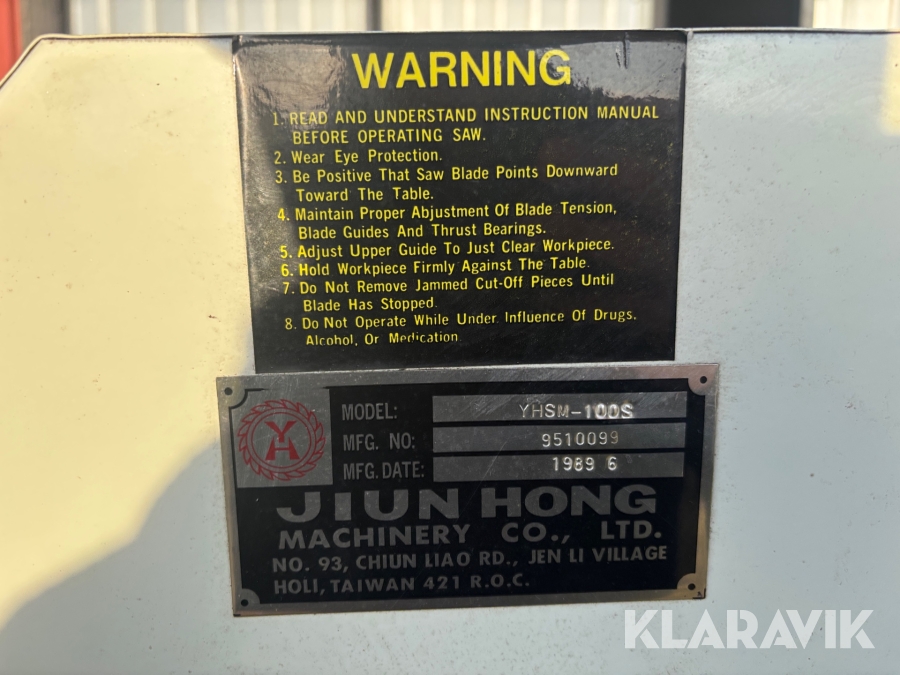 WARNING
1. READ AND UNDERSTAND INSTRUCTION MANUAL
BEFORE OPERATING SAW.
2. Wear Eye Protection.
3. Be Positive That Saw Blade Points Downward
Toward The Table.
4. Maintain Proper Abjustment Of Blade Tension,
Blade Guides And Thrust Bearings.
5. Adjust Upper Guide To Just Clear Workpiece.
6. Hold Workpiece Firmly Against The Table.
7. Do Not Remove Jammed Cut-Off Pieces Until
Blade Has Stopped.
8. Do Not Operate While Under Influence Of Drugs,
Alcohol, Or Medication
YH
MODEL: YHSM-100S
MFG. NO: 9510099
MFG. DATE: 1989 6
JIUN HONG
MACHINERY CO., LTD.
NO. 93, CHIUN LIAO RD., JEN LI VILLAGE
HOLI, TAIWAN 421 R.O.C.
KLARAVIK